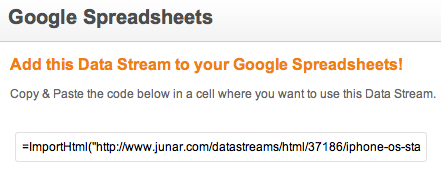 Google Spreadsheets
Add this Data Stream to your Google Spreadsheets!
Copy & Paste the code below in a cell where you want to use this Data Stream.
=ImportHtml("http://www.junar.com/datastreams/html/37186/iphone-os-sta